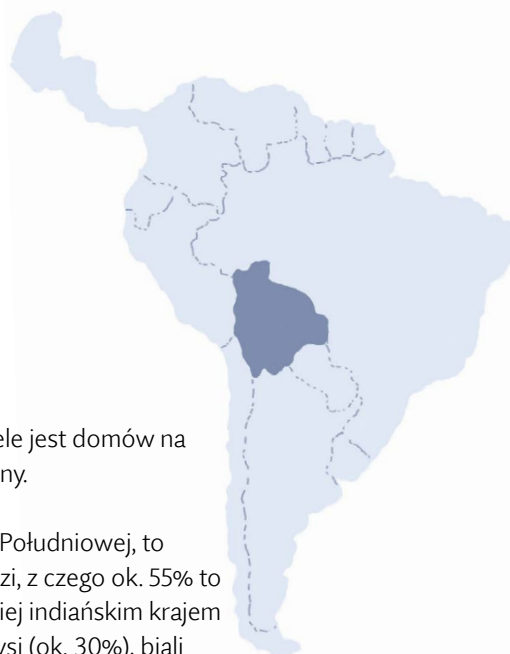 ele jest domów na
ny.
Południowej, to
zi, z czego ok. 55% to
iej indiańskim krajem
ysi (ok. 30%), biali